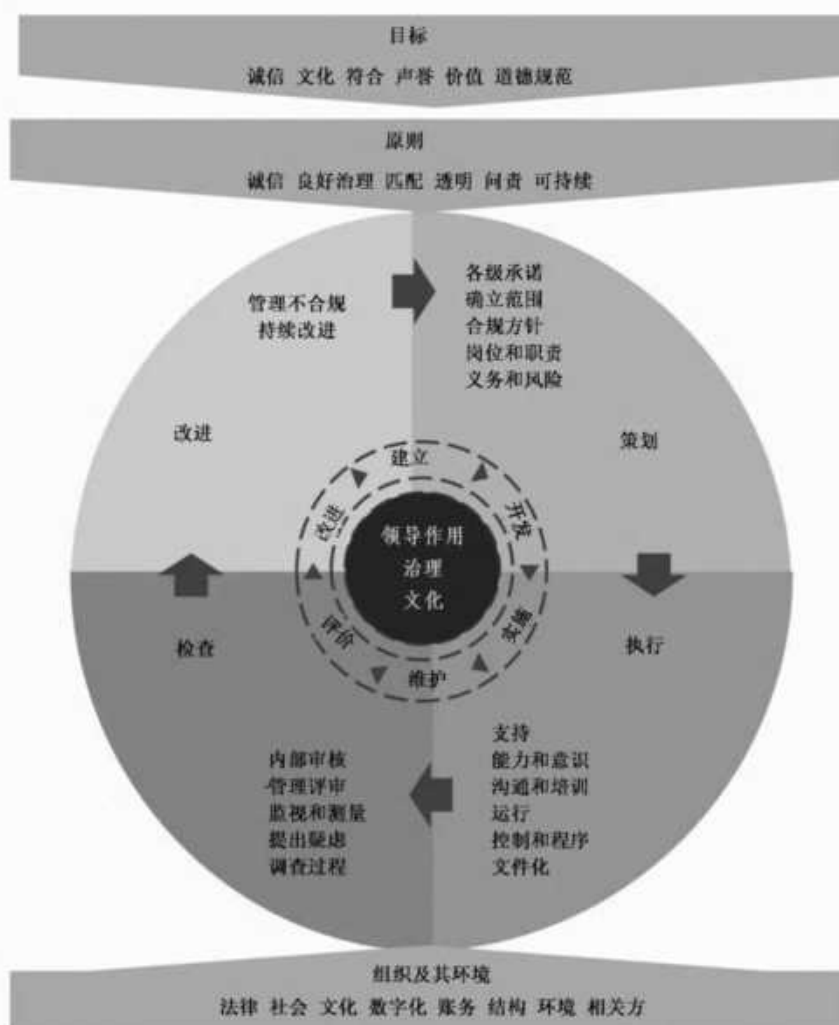 目标
诚信 文化 符合 声誉 价值 道德规范
原则
诚信 良好治理 匹配 透明 问责 可持续
管理不合规
持续改进
各级承诺
确立范围
合规方针
岗位和职责
义务和风险
改进
策划
建立
开发
实施
维护
评价
改进
领导作用
治理
文化
检查
执行
内部审核
管理评审
监视和测量
提出疑虑
调查过程
支持
能力和意识
沟通和培训
运行
控制和程序
文件化
组织及其环境
法律 社会 文化 数字化 账务 结构 环境 相关方